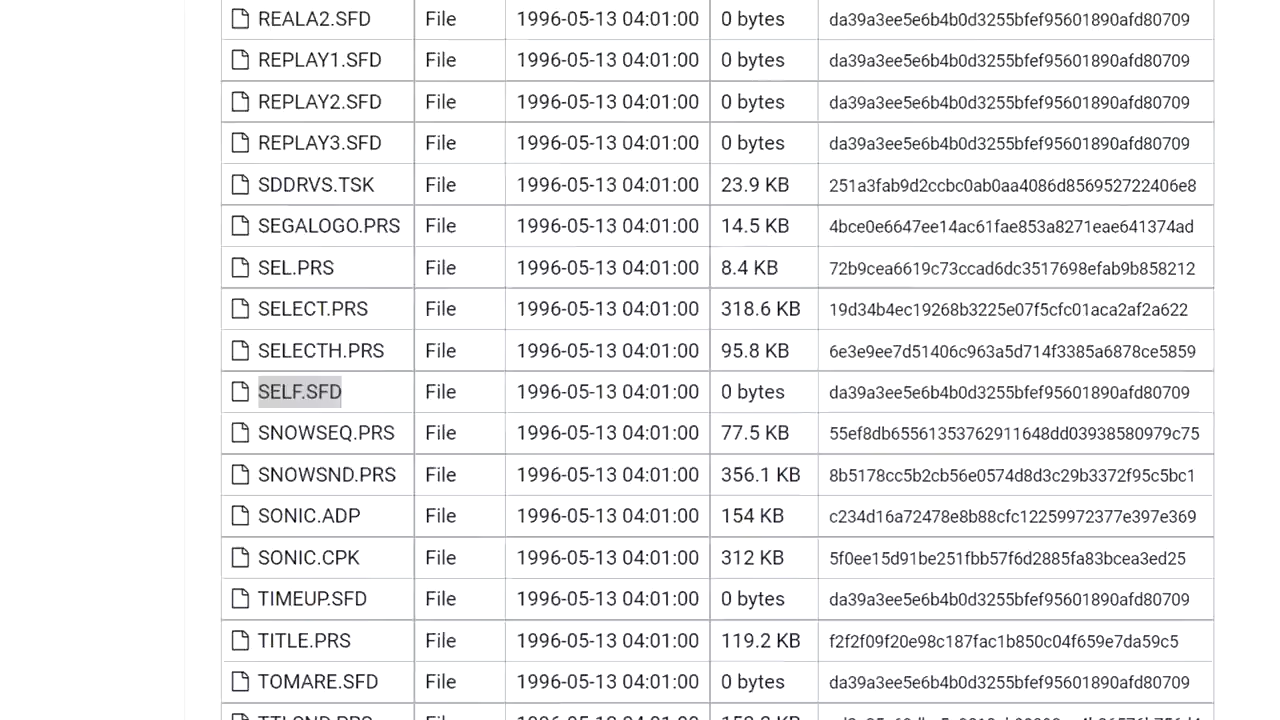 REALA2.SFD File 1996-05-13 04:01:00 0 bytes da39a3ee5e6b4b0d3255bfef95601890afd80709
REPLAY1.SFD File 1996-05-13 04:01:00 0 bytes da39a3ee5e6b4b0d3255bfef95601890afd80709
REPLAY2.SFD File 1996-05-13 04:01:00 0 bytes da39a3ee5e6b4b0d3255bfef95601890afd80709
REPLAY3.SFD File 1996-05-13 04:01:00 0 bytes da39a3ee5e6b4b0d3255bfef95601890afd80709
SDDRVS.TSK File 1996-05-13 04:01:00 23.9 KB 251a3fab9d2ccbc0ab0aa4086d856952722406e8
SEGALOGO.PRS File 1996-05-13 04:01:00 14.5 KB 4bce0e6647ee14ac61fae853a8271eae641374ad
SEL.PRS File 1996-05-13 04:01:00 8.4 KB 72b9cea6619c73ccad6dc3517698efab9b858212
SELECT.PRS File 1996-05-13 04:01:00 318.6 KB 19d34b4ec19268b3225e07f5cfc01aca2af2a622
SELECTH.PRS File 1996-05-13 04:01:00 95.8 KB 6e3e9ee7d51406c963a5d714f3385a6878ce5859
SELF.SFD File 1996-05-13 04:01:00 0 bytes da39a3ee5e6b4b0d3255bfef95601890afd80709
SNOWSEQ.PRS File 1996-05-13 04:01:00 77.5 KB 55ef8db65561353762911648dd03938580979c75
SNOWSND.PRS File 1996-05-13 04:01:00 356.1 KB 8b5178cc5b2cb56e0574d8d3c29b3372f95c5bc1
SONIC.ADP File 1996-05-13 04:01:00 154 KB c234d16a72478e8b88cfc12259972377e397e369
SONIC.CPK File 1996-05-13 04:01:00 312 KB 5f0ee15d91be251fbb57f6d2885fa83bcea3ed25
TIMEUP.SFD File 1996-05-13 04:01:00 0 bytes da39a3ee5e6b4b0d3255bfef95601890afd80709
TITLE.PRS File 1996-05-13 04:01:00 119.2 KB f2f2f09f20e98c187fac1b850c04f659e7da59c5
TOMARE.SFD File 1996-05-13 04:01:00 0 bytes da39a3ee5e6b4b0d3255bfef95601890afd80709